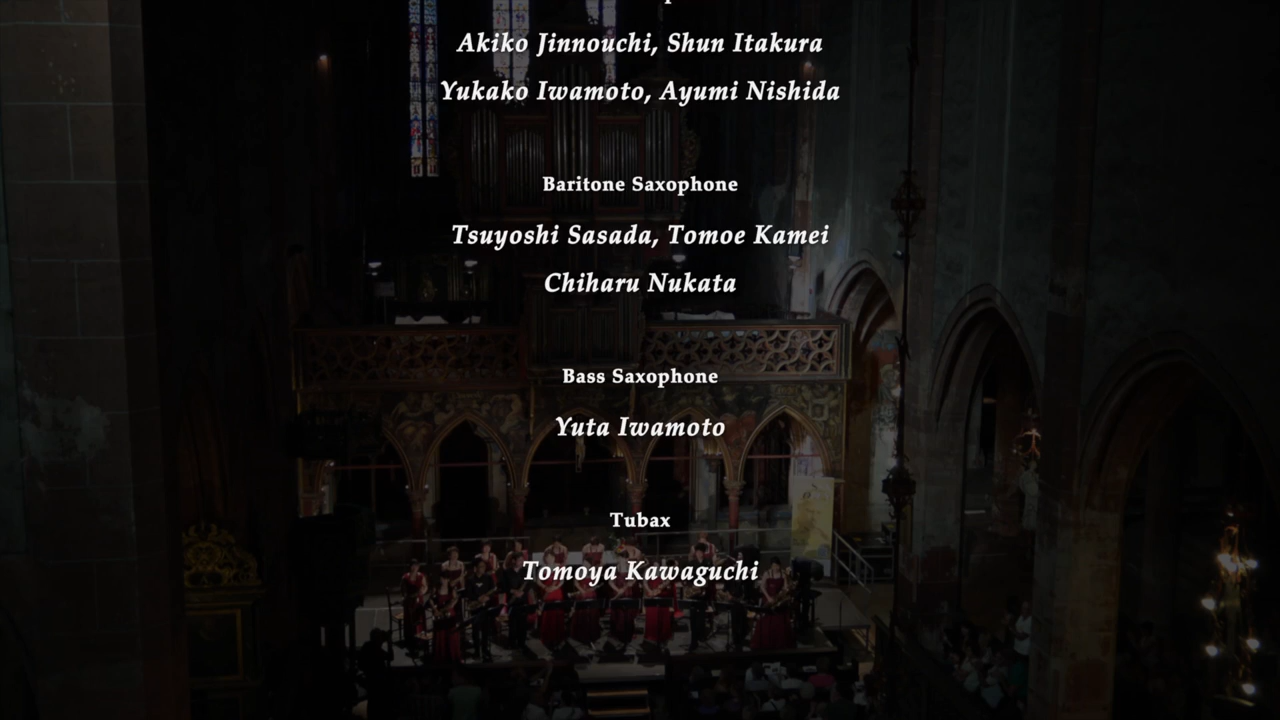 Akiko Jinnouchi, Shun Itakura
Yukako Iwamoto, Ayumi Nishida
Baritone Saxophone
Tsuyoshi Sasada, Tomoe Kamei
Chiharu Nukata
Bass Saxophone
Yuta Iwamoto
Tubax
Tomoya Kawaguchi